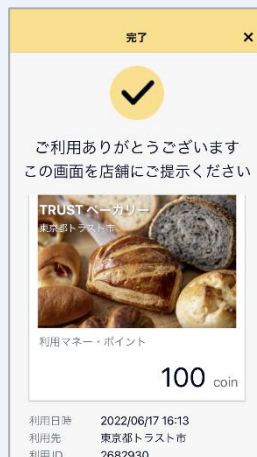 完了
×
ご利用ありがとうございます
この画面を店舗にご提示ください
TRUST ベーカリー
東京都トラスト市
利用マネー・ポイント
100 coin
利用日時 2022/06/17 16:13
利用先 東京都トラスト市
利用ID 2682930